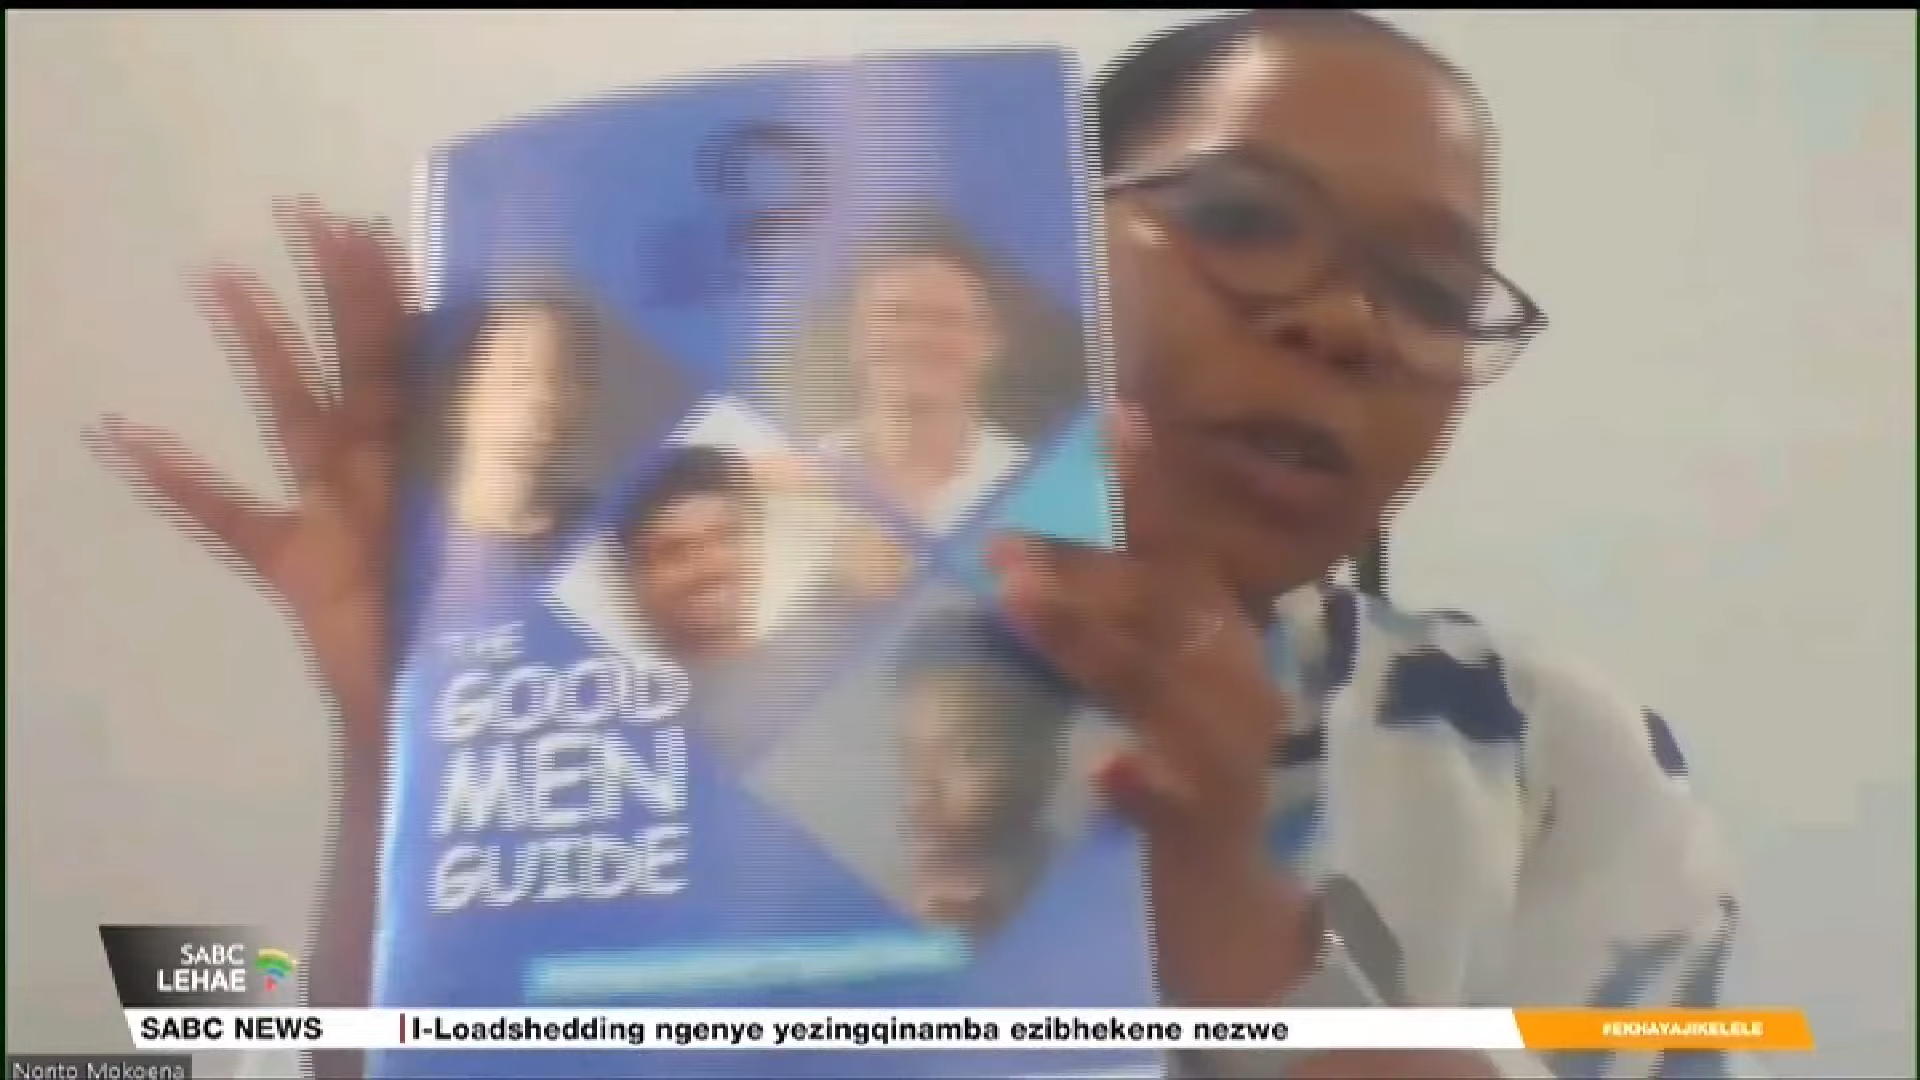 THE
GOOD
MEN
GUIDE
SABC
LEHAE
SABC NEWS
I-Loadshedding ngenye yezingqinamba ezibhekene nezwe
#EKHAYAJIKELELE
Nonto Mokoena